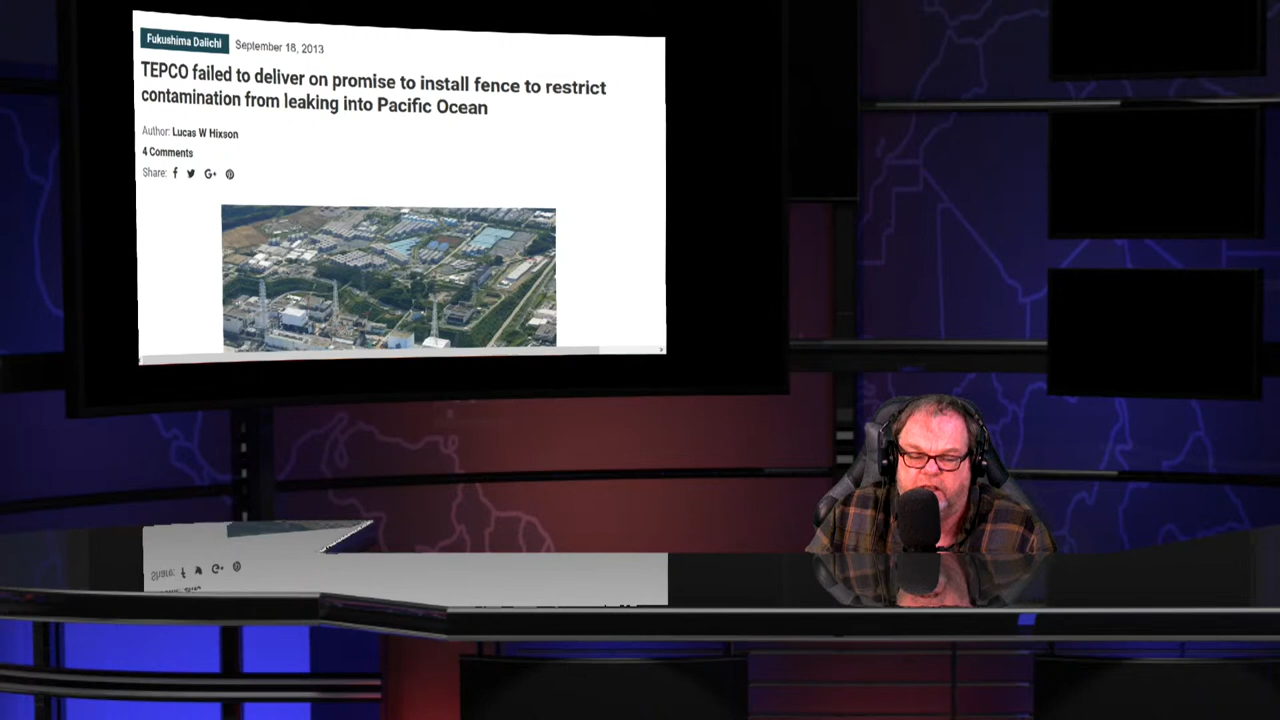 Fukushima Daiichi September 18, 2013
TEPCO failed to deliver on promise to install fence to restrict
contamination from leaking into Pacific Ocean
Author: Lucas W Hixson
4 Comments
Share:
Share: